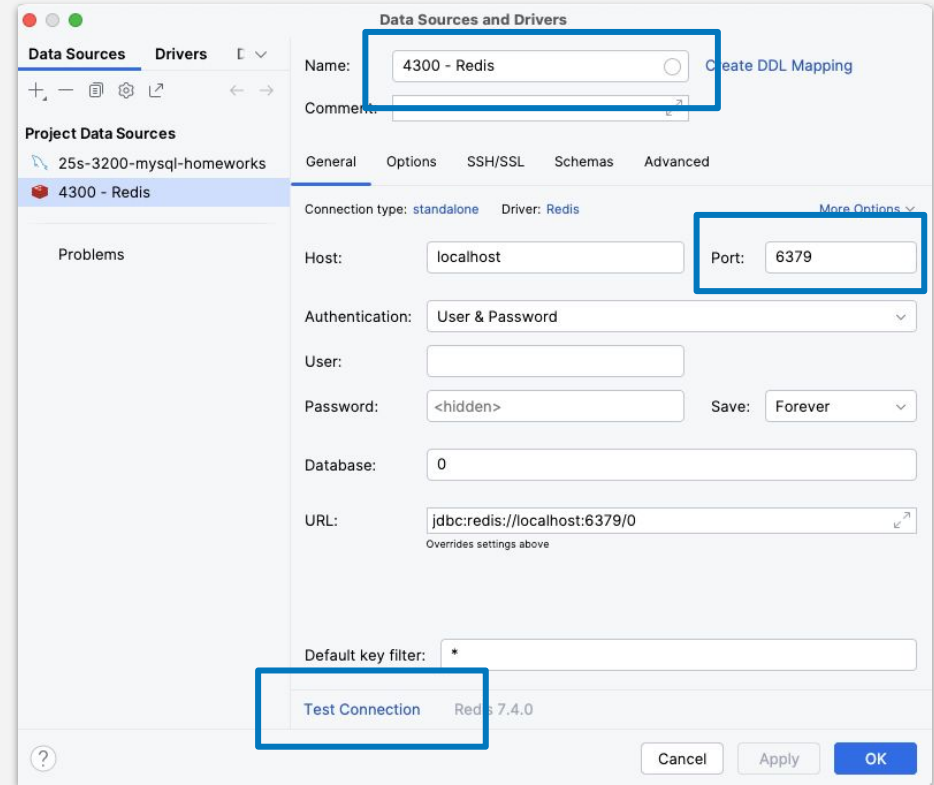 Data Sources and Drivers
Data Sources Drivers
Project Data Sources
25s-3200-mysql-homeworks
4300 - Redis
Problems
Name: 4300 - Redis Create DDL Mapping
Comment:
General Options SSH/SSL Schemas Advanced
Connection type: standalone Driver: Redis More Options
Host: localhost Port: 6379
Authentication: User & Password
User:
Password: <hidden> Save: Forever
Database: 0
URL: jdbc:redis://localhost:6379/0
Overrides settings above
Default key filter: *
Test Connection Redis 7.4.0
? Cancel Apply OK